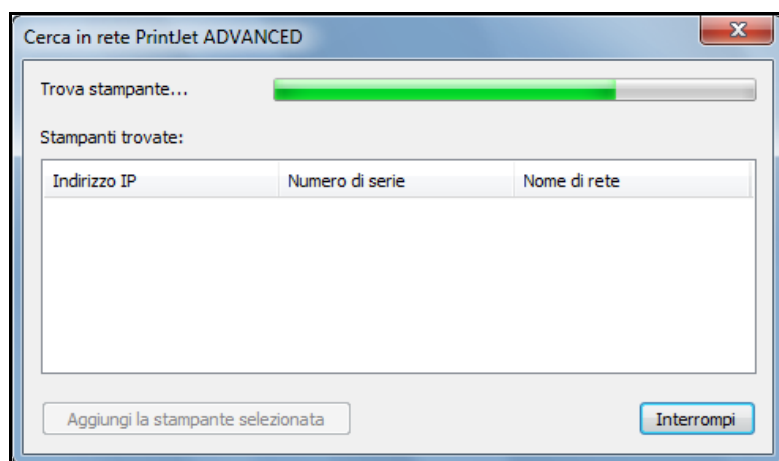 Cerca in rete PrintJet ADVANCED
Trova stampante...
Stampanti trovate:
Indirizzo IP Numero di serie Nome di rete
Aggiungi la stampante selezionata Interrompi